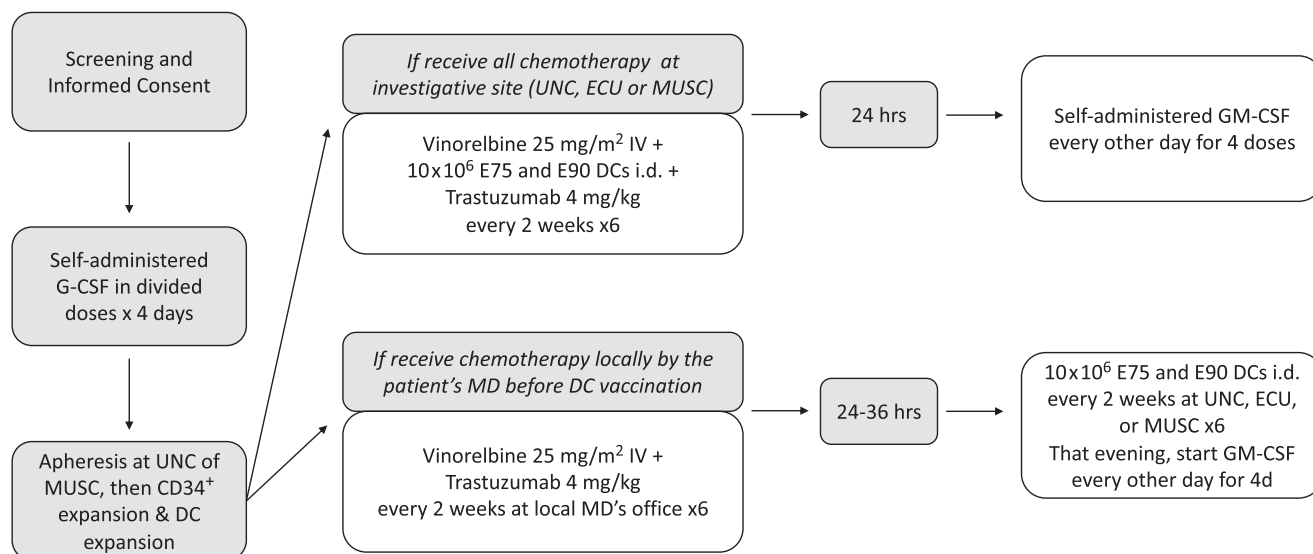 Screening and
Informed Consent
Self-administered
G-CSF in divided
doses x 4 days
Apheresis at UNC of
MUSC, then CD34⁺
expansion & DC
expansion
If receive all chemotherapy at
investigative site (UNC, ECU or MUSC)
Vinorelbine 25 mg/m² IV +
10x10⁶ E75 and E90 DCs i.d. +
Trastuzumab 4 mg/kg
every 2 weeks x6
24 hrs
Self-administered GM-CSF
every other day for 4 doses
If receive chemotherapy locally by the
patient's MD before DC vaccination
Vinorelbine 25 mg/m² IV +
Trastuzumab 4 mg/kg
every 2 weeks at local MD's office x6
24-36 hrs
10x10⁶ E75 and E90 DCs i.d.
every 2 weeks at UNC, ECU,
or MUSC x6
That evening, start GM-CSF
every other day for 4d